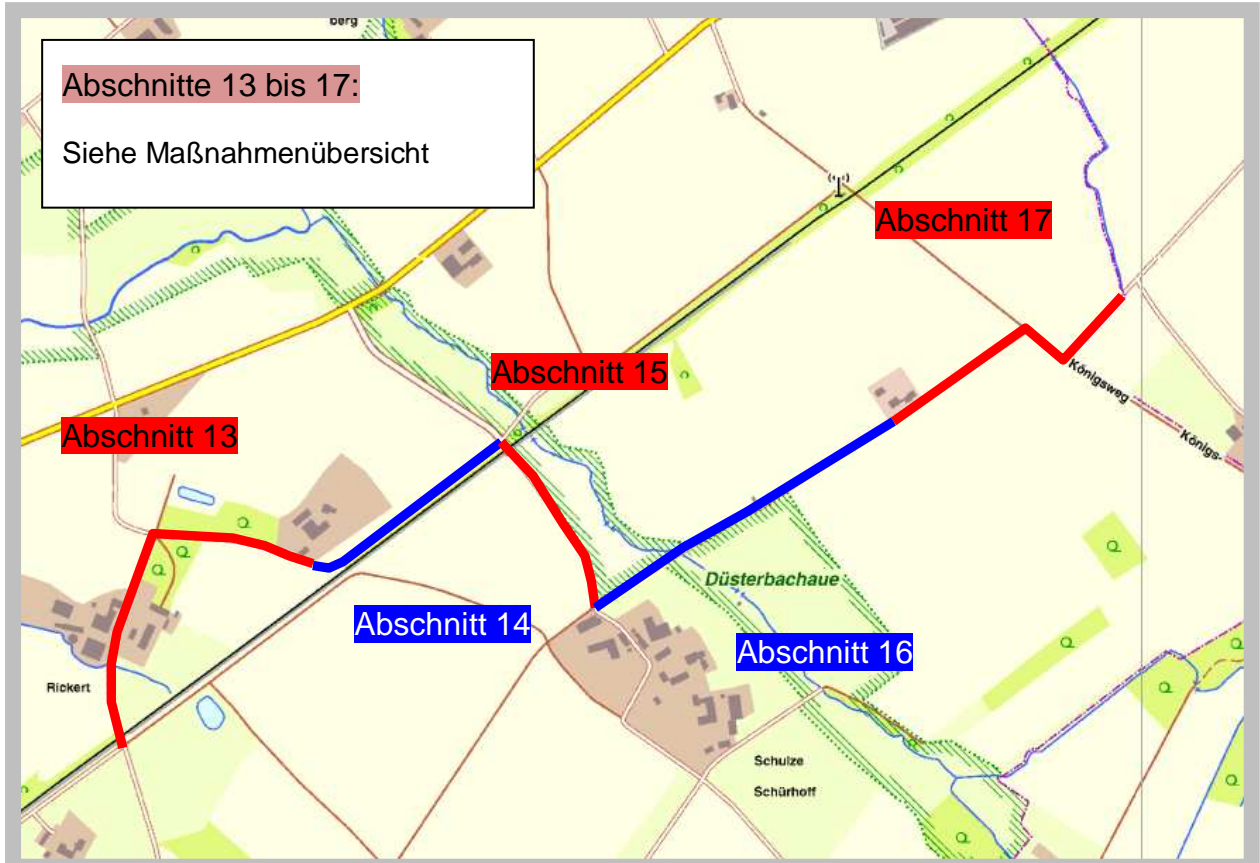 berg
Abschnitte 13 bis 17:
Siehe Maßnahmenübersicht
Abschnitt 17
Abschnitt 15
Königsweg
Abschnitt 13
Königs-
Düsterbachaue
Abschnitt 14
Abschnitt 16
Rickert
Schulze
Schürhoff